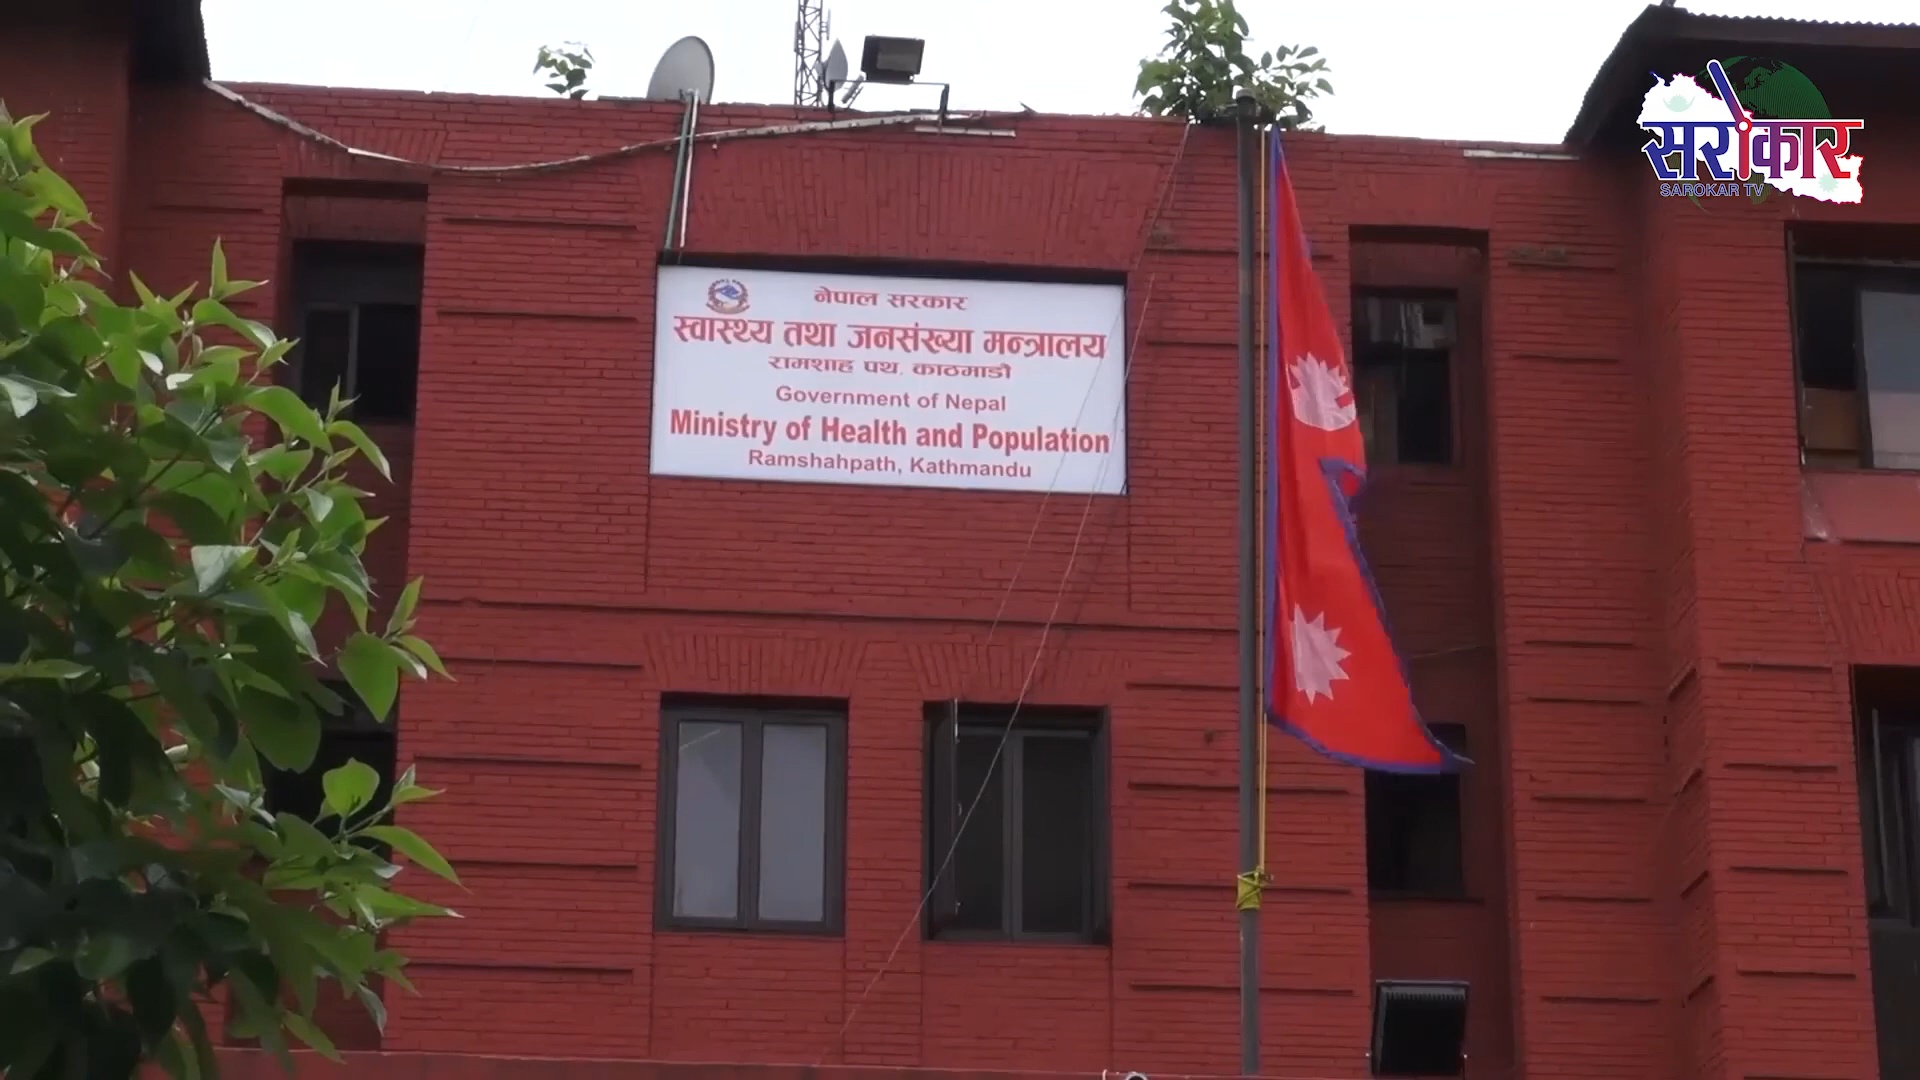 नेपाल सरकार
स्वास्थ्य तथा जनसंख्या मन्त्रालय
रामशाह पथ, काठमाडौं
Government of Nepal
Ministry of Health and Population
Ramshahpath, Kathmandu
सरोकार
SAROKAR TV